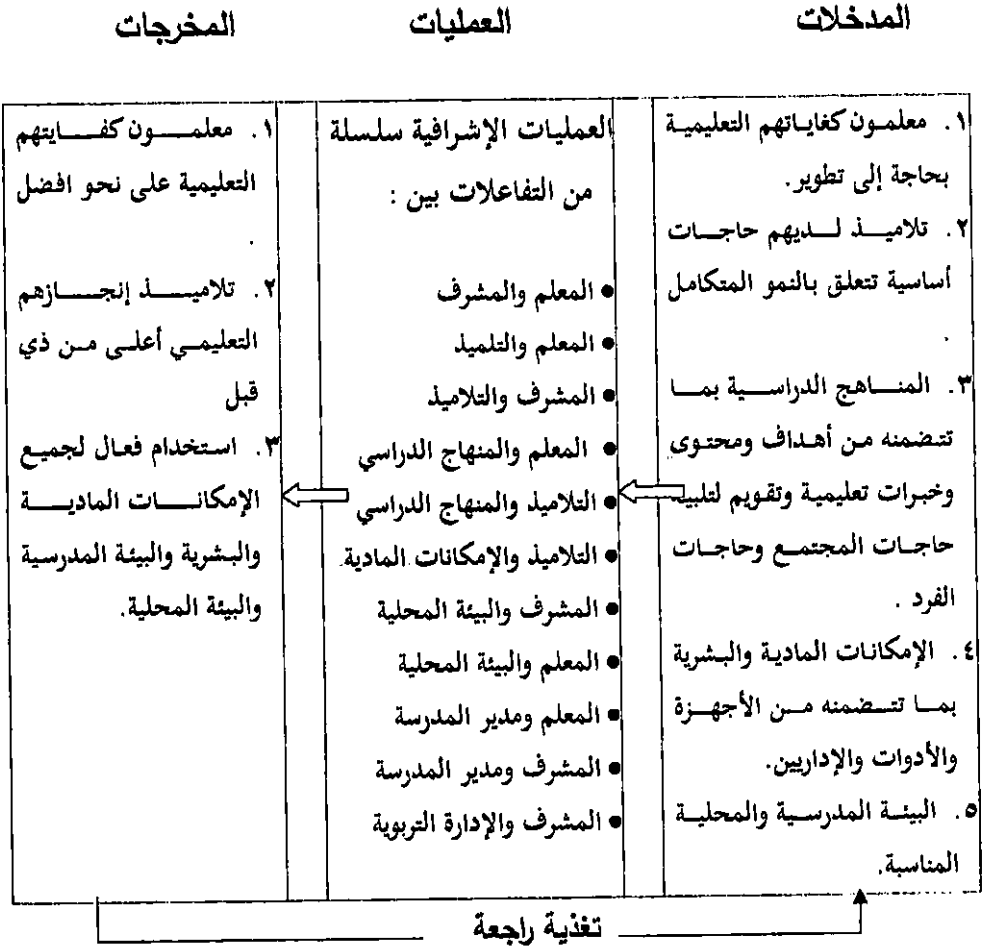 المدخلات
العمليات
المخرجات
١. معلمون كغاياتهم التعليمية
بحاجة إلى تطوير.
٢. تلاميذ لديهم حاجات
أساسية تتعلق بالنمو المتكامل
.
٣. المناهج الدراسية بما
تتضمنه من أهداف ومحتوى
وخبرات تعليمية وتقويم لتلبية
حاجات المجتمع وحاجات
الفرد .
٤. الإمكانات المادية والبشرية
بما تتضمنه من الأجهزة
والأدوات والإداريين.
٥. البيئة المدرسية والمحلية
المناسبة.
العمليات الإشرافية سلسلة
من التفاعلات بين :
● المعلم والمشرف
● المعلم والتلميذ
● المشرف والتلاميذ
● المعلم والمنهاج الدراسي
● التلاميذ والمنهاج الدراسي
● التلاميذ والإمكانات المادية
● المشرف والبيئة المحلية
● المعلم والبيئة المحلية
● المعلم ومدير المدرسة
● المشرف ومدير المدرسة
● المشرف والإدارة التربوية
١. معلمون كفايتهم
التعليمية على نحو افضل
.
٢. تلاميذ إنجازهم
التعليمي أعلى من ذي
قبل
٣. استخدام فعال لجميع
الإمكانات المادية
والبشرية والبيئة المدرسية
والبيئة المحلية.
تغذية راجعة